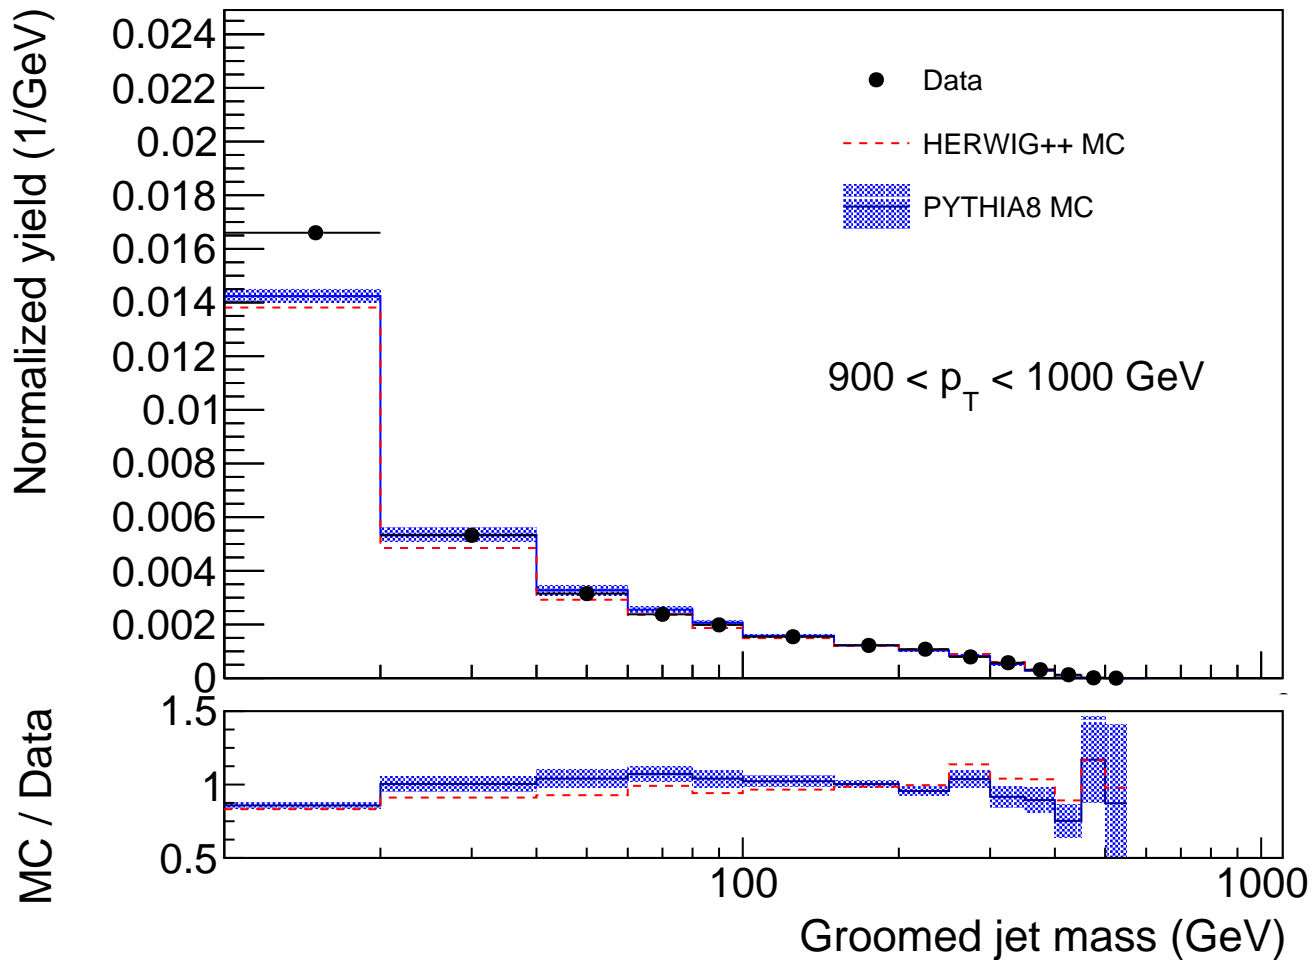 Normalized yield (1/GeV)
0.024
0.022
0.02
0.018
0.016
0.014
0.012
0.01
0.008
0.006
0.004
0.002
0
Data
HERWIG++ MC
PYTHIA8 MC
900 < p_T < 1000 GeV
MC / Data
1.5
1
0.5
100
1000
Groomed jet mass (GeV)